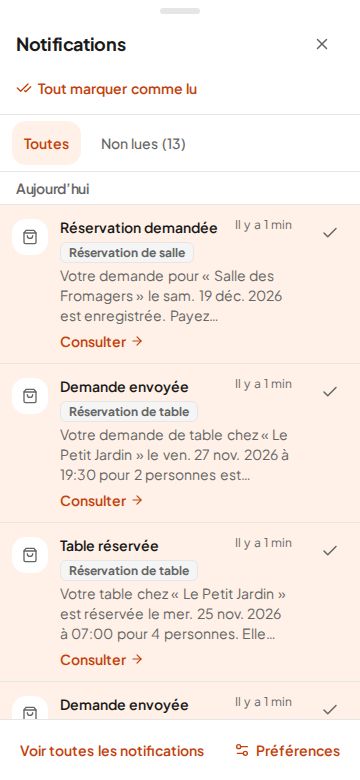 Notifications
Tout marquer comme lu
Toutes
Non lues (13)
Aujourd'hui
Réservation demandée
Il y a 1 min
Réservation de salle
Votre demande pour « Salle des
Fromagers » le sam. 19 déc. 2026
est enregistrée. Payez…
Consulter →
Demande envoyée
Il y a 1 min
Réservation de table
Votre demande de table chez « Le
Petit Jardin » le ven. 27 nov. 2026 à
19:30 pour 2 personnes est…
Consulter →
Table réservée
Il y a 1 min
Réservation de table
Votre table chez « Le Petit Jardin »
est réservée le mer. 25 nov. 2026
à 07:00 pour 4 personnes. Elle…
Consulter →
Demande envoyée
Il y a 1 min
Voir toutes les notifications
Préférences